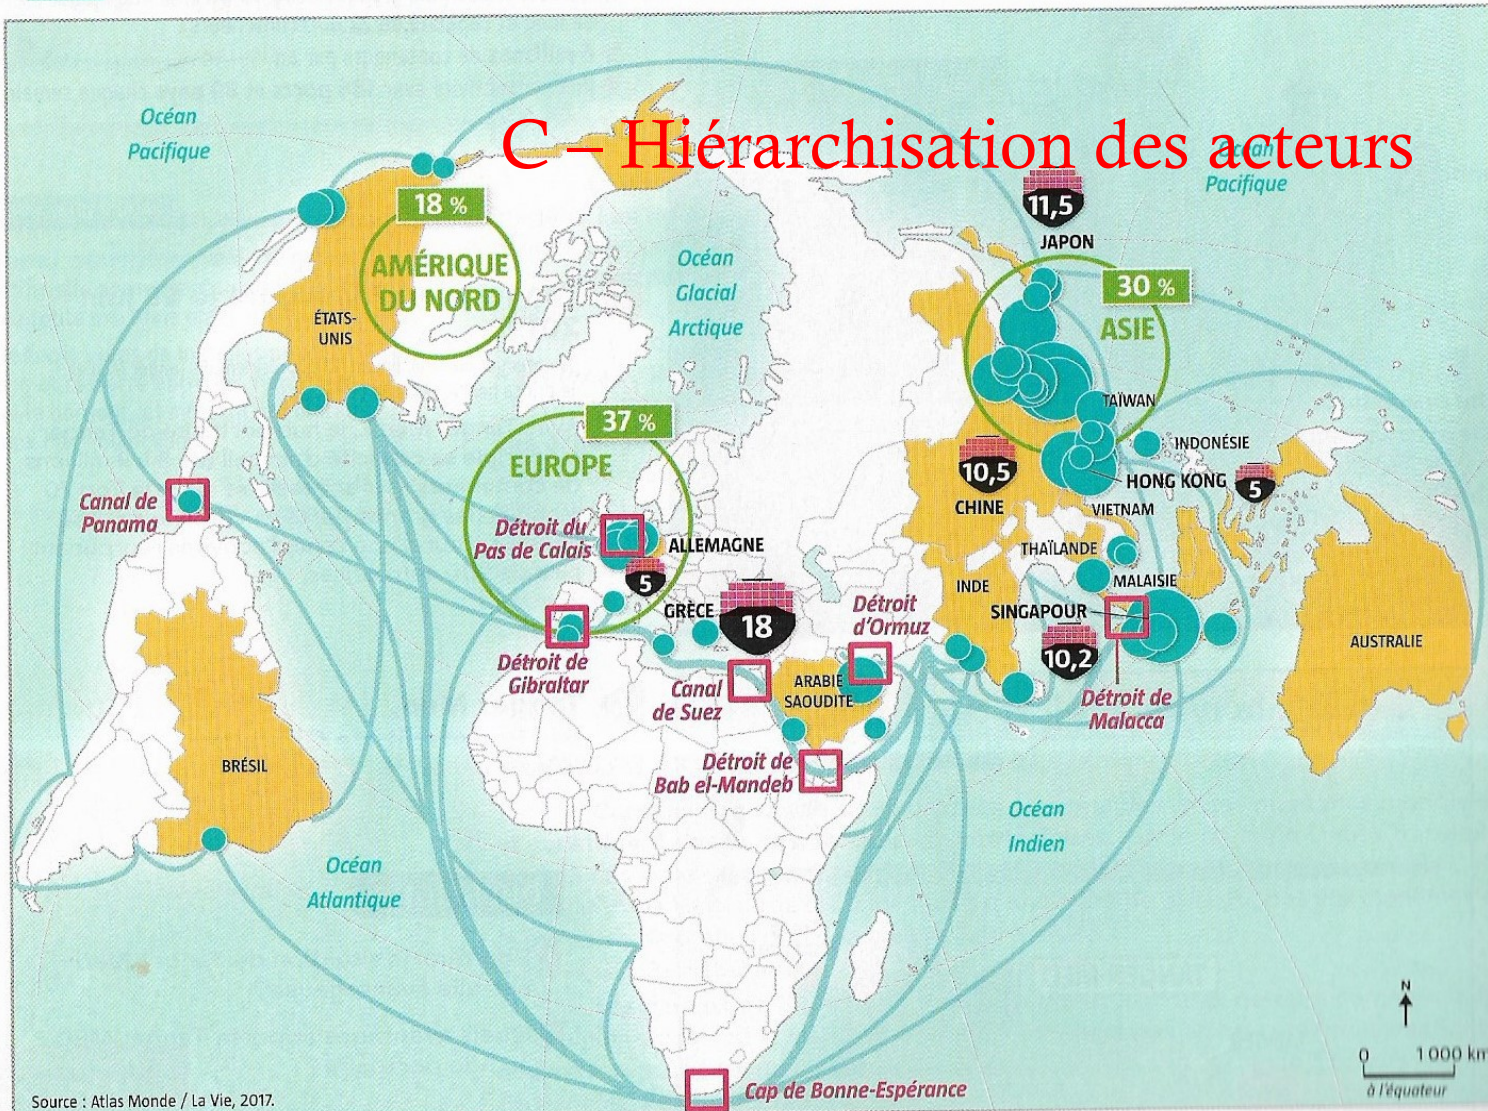 C – Hiérarchisation des acteurs
Océan
Pacifique
Océan
Pacifique
18 %
AMÉRIQUE
DU NORD
ÉTATS-
UNIS
Océan
Glacial
Arctique
11,5
JAPON
30 %
ASIE
TAÏWAN
INDONÉSIE
10,5
CHINE
HONG KONG
5
VIETNAM
THAÏLANDE
MALAISIE
INDE
SINGAPOUR
10,2
Détroit de
Malacca
AUSTRALIE
37 %
EUROPE
Détroit du
Pas de Calais
ALLEMAGNE
5
GRÈCE
18
Détroit
d'Ormuz
Canal de
Panama
Détroit de
Gibraltar
Canal
de Suez
ARABIE
SAOUDITE
Détroit de
Bab el-Mandeb
BRÉSIL
Océan
Atlantique
Océan
Indien
Cap de Bonne-Espérance
N
0 1 000 km
à l'équateur
Source : Atlas Monde / La Vie, 2017.